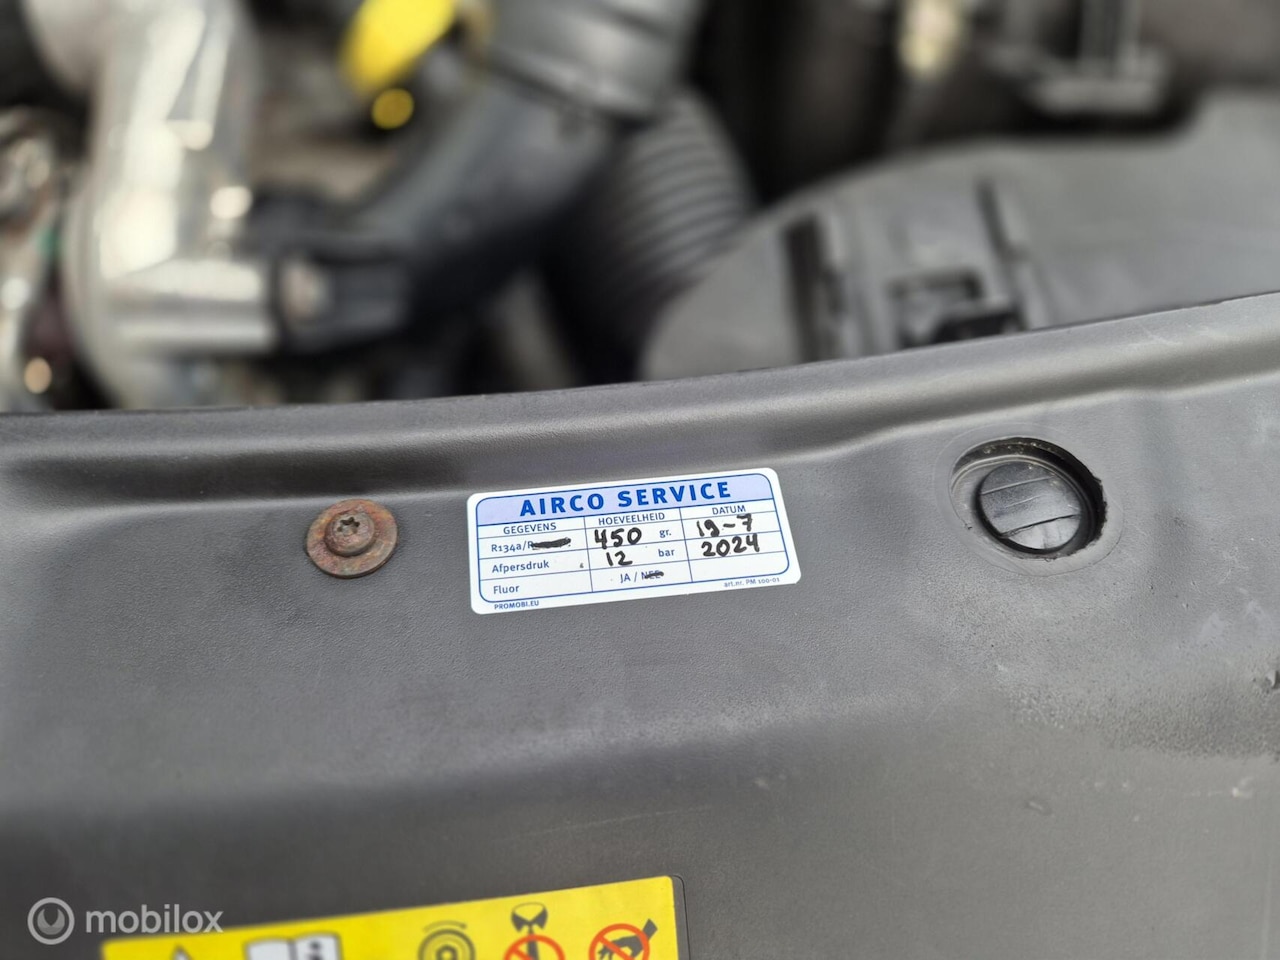 AIRCO SERVICE
GEGEVENS HOEVEELHEID DATUM
R134a/ 450 gr. 19-7
Afpersdruk 12 bar 2024
Fluor JA / NEE
PROMOBI.EU art.nr. PM 100-01
mobilox